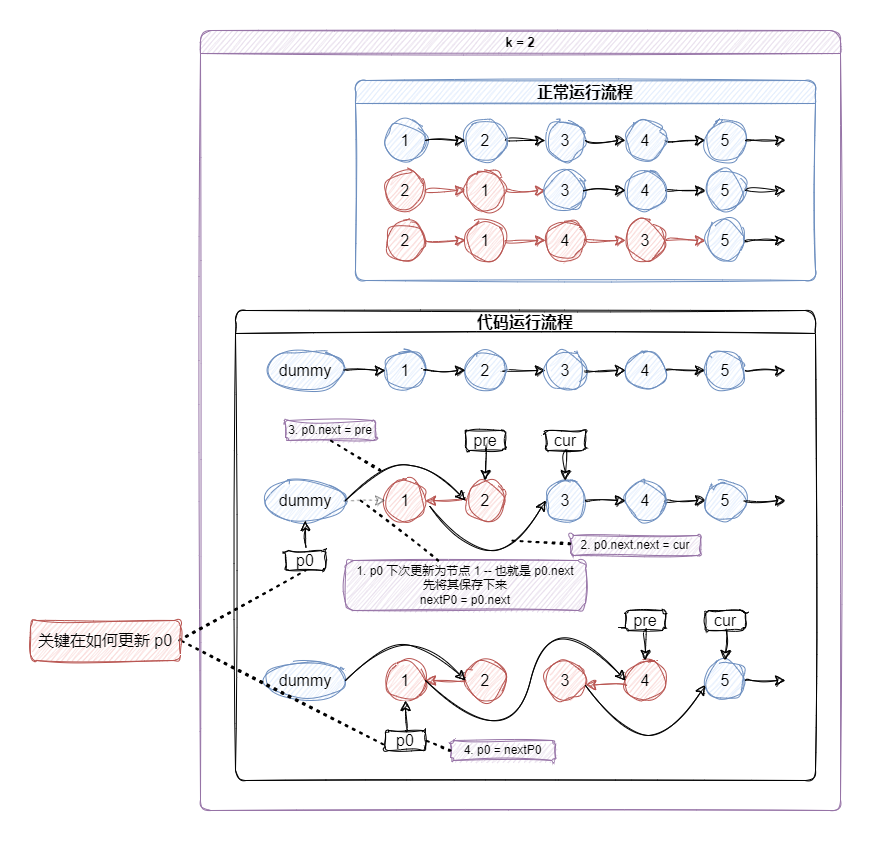 k = 2
正常运行流程
1 2 3 4 5
2 1 3 4 5
2 1 4 3 5
代码运行流程
dummy 1 2 3 4 5
3. p0.next = pre
pre cur
dummy 1 2 3 4 5
p0
2. p0.next.next = cur
1. p0 下次更新为节点 1 -- 也就是 p0.next
先将其保存下来
nextP0 = p0.next
关键在如何更新 p0
pre cur
dummy 1 2 3 4 5
p0
4. p0 = nextP0